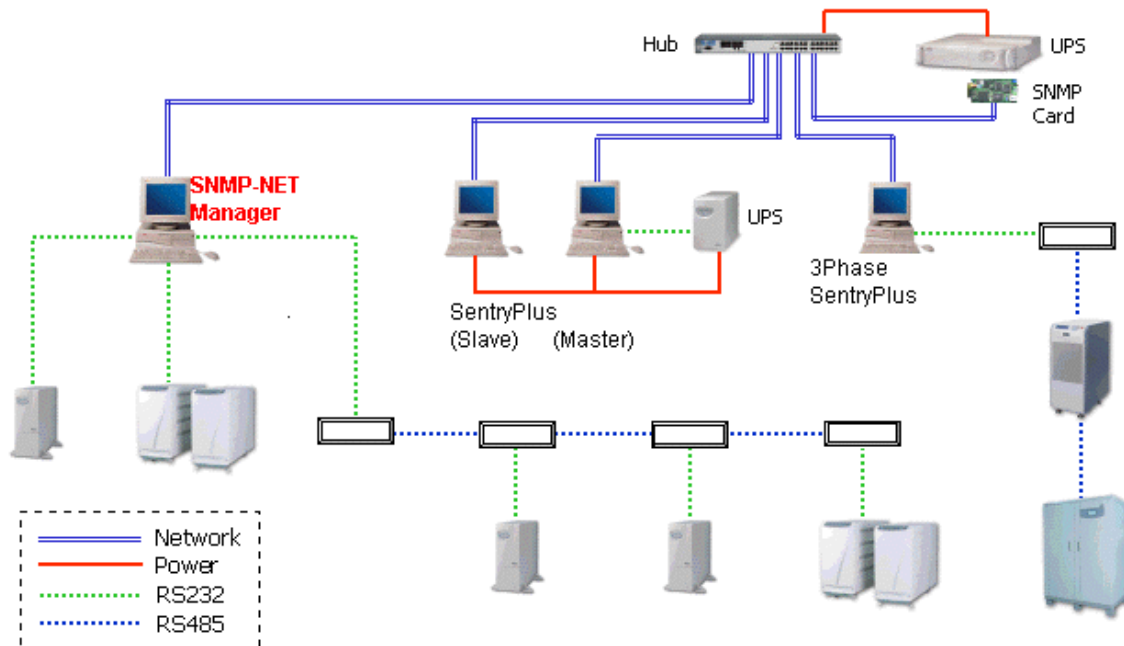 Hub
UPS
SNMP
Card
SNMP-NET
Manager
UPS
3Phase
SentryPlus
SentryPlus
(Slave) (Master)
Network
Power
RS232
RS485